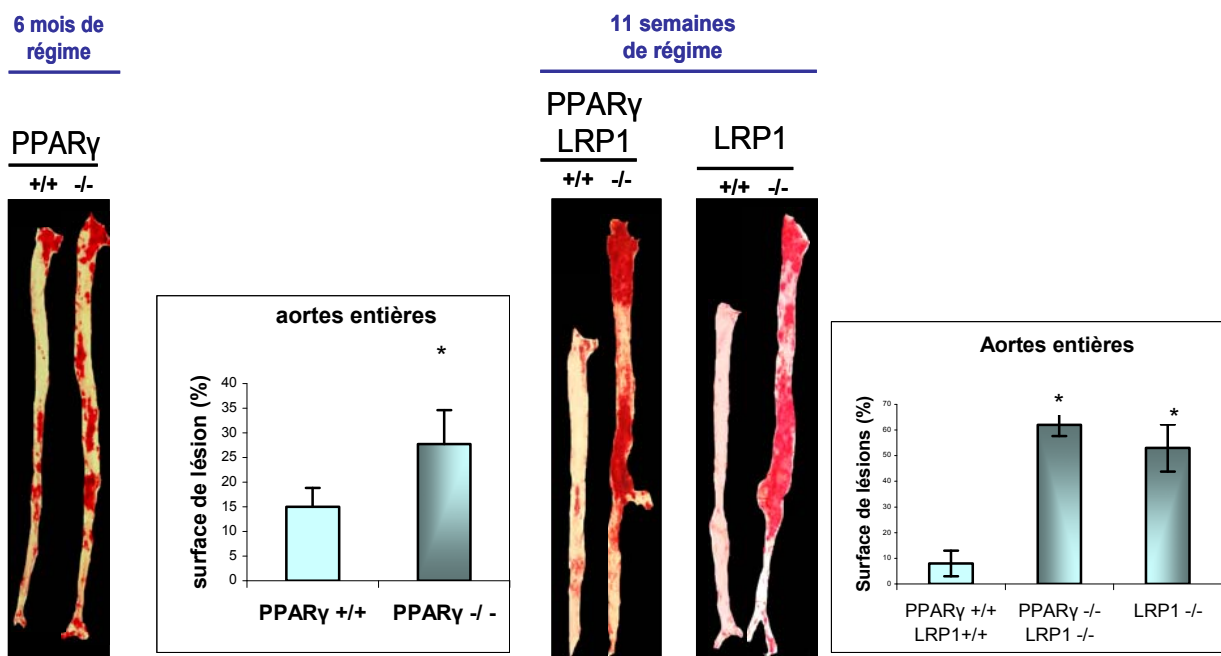 6 mois de
régime
PPARγ
+/+ -/-
aortes entières
*
surface de lésion (%)
40
35
30
25
20
15
10
5
0
PPARγ +/+
PPARγ -/ -
11 semaines
de régime
PPARγ
LRP1
+/+ -/-
LRP1
+/+ -/-
Aortes entières
* *
Surface de lésions (%)
70
60
50
40
30
20
10
0
PPARγ +/+
LRP1+/+
PPARγ -/-
LRP1 -/-
LRP1 -/-